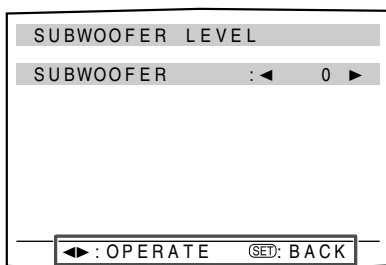 SUBWOOFER LEVEL
SUBWOOFER :◄ 0 ►
◄►:OPERATE SET:BACK